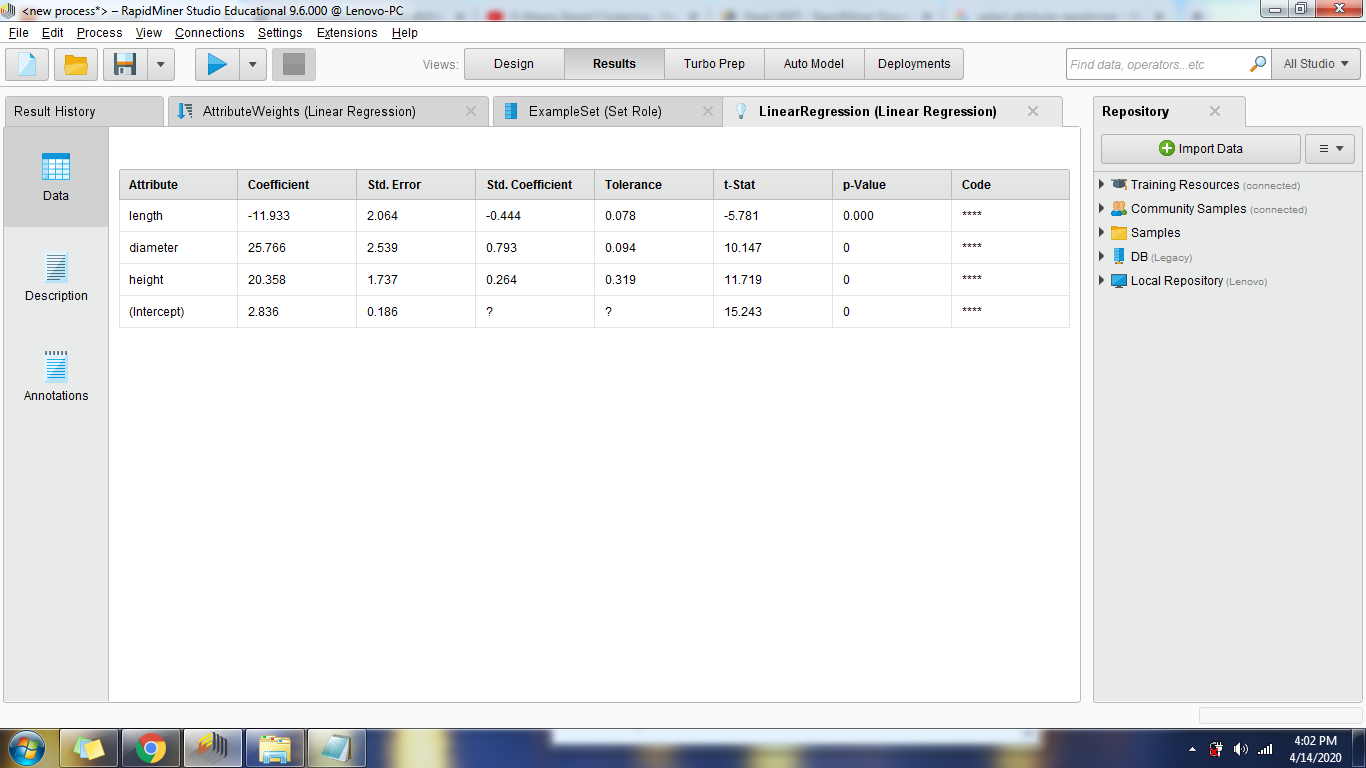 <new process*> – RapidMiner Studio Educational 9.6.000 @ Lenovo-PC
File Edit Process View Connections Settings Extensions Help
Views: Design Results Turbo Prep Auto Model Deployments Find data, operators...etc All Studio
Result History AttributeWeights (Linear Regression) ExampleSet (Set Role) LinearRegression (Linear Regression) Repository
Import Data
Data
Description
Annotations
Attribute Coefficient Std. Error Std. Coefficient Tolerance t-Stat p-Value Code
length -11.933 2.064 -0.444 0.078 -5.781 0.000 ****
diameter 25.766 2.539 0.793 0.094 10.147 0 ****
height 20.358 1.737 0.264 0.319 11.719 0 ****
(Intercept) 2.836 0.186 ? ? 15.243 0 ****
Training Resources (connected)
Community Samples (connected)
Samples
DB (Legacy)
Local Repository (Lenovo)
4:02 PM
4/14/2020